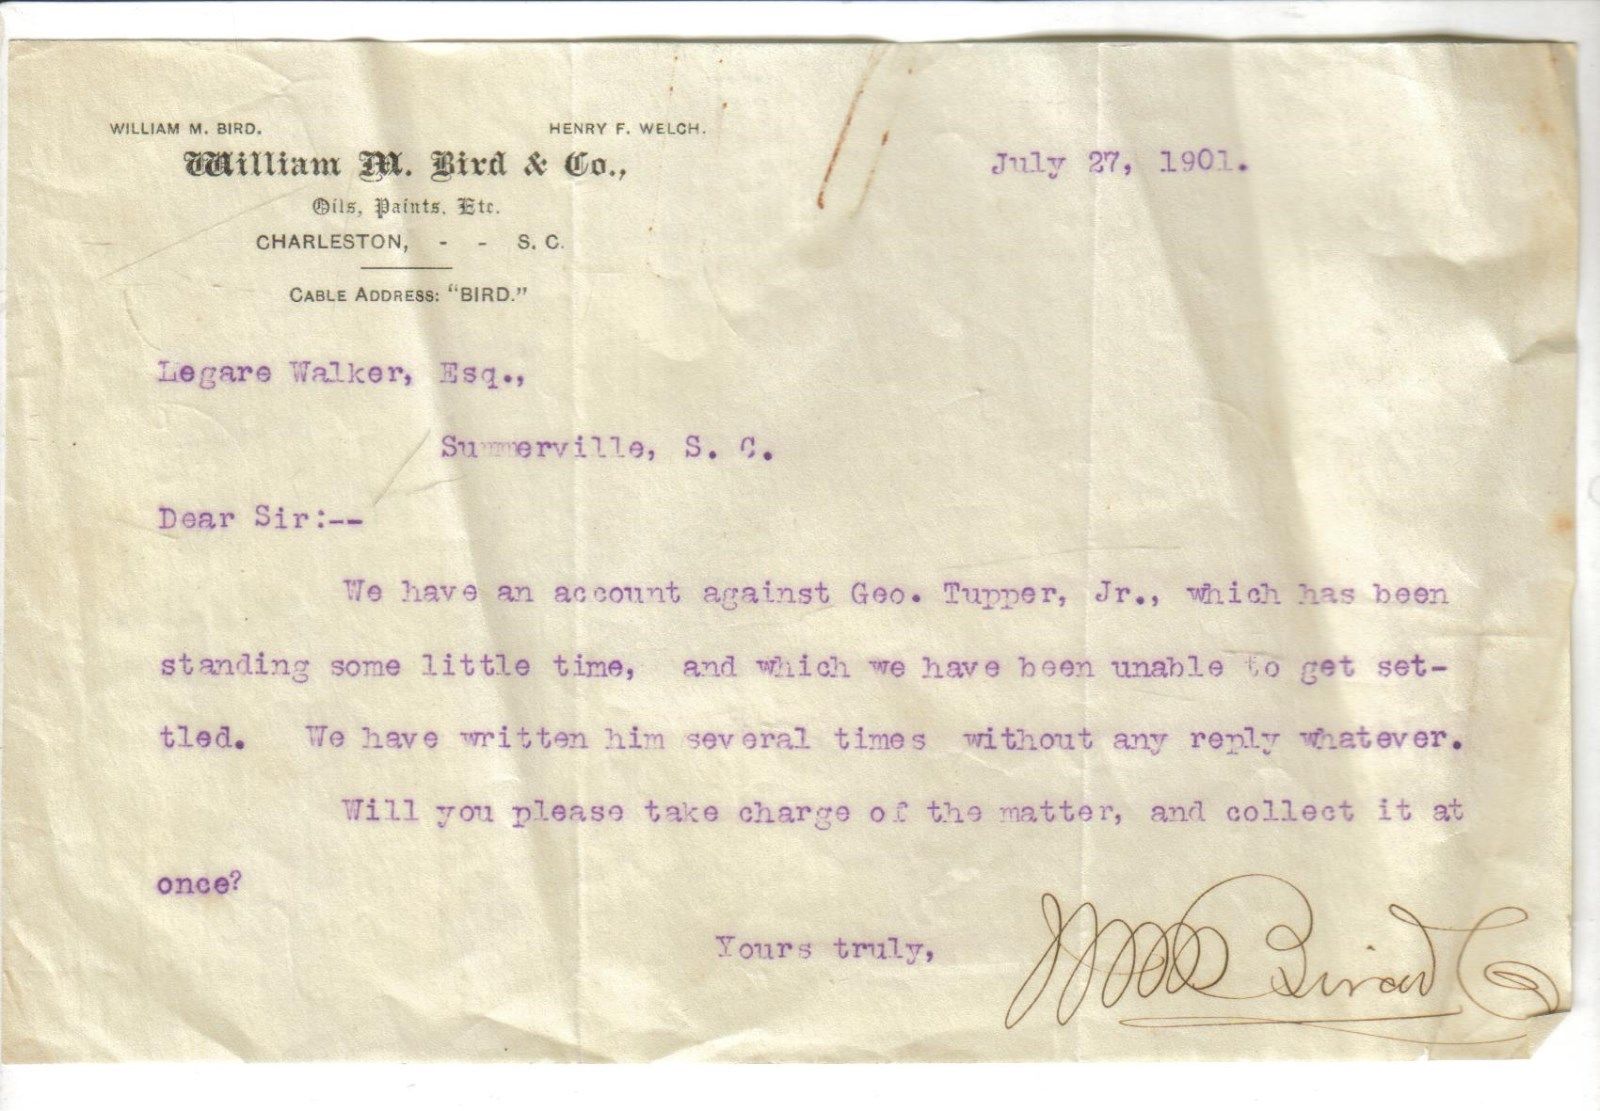 WILLIAM M. BIRD. HENRY F. WELCH.
William M. Bird & Co.,
Oils, Paints, Etc.
CHARLESTON, - - S. C.
CABLE ADDRESS: "BIRD."
July 27, 1901.
Legare Walker, Esq.,
Summerville, S. C.
Dear Sir:--
We have an account against Geo. Tupper, Jr., which has been
standing some little time, and which we have been unable to get set-
tled. We have written him several times without any reply whatever.
Will you please take charge of the matter, and collect it at
once?
Yours truly,
Wm M Bird & Co